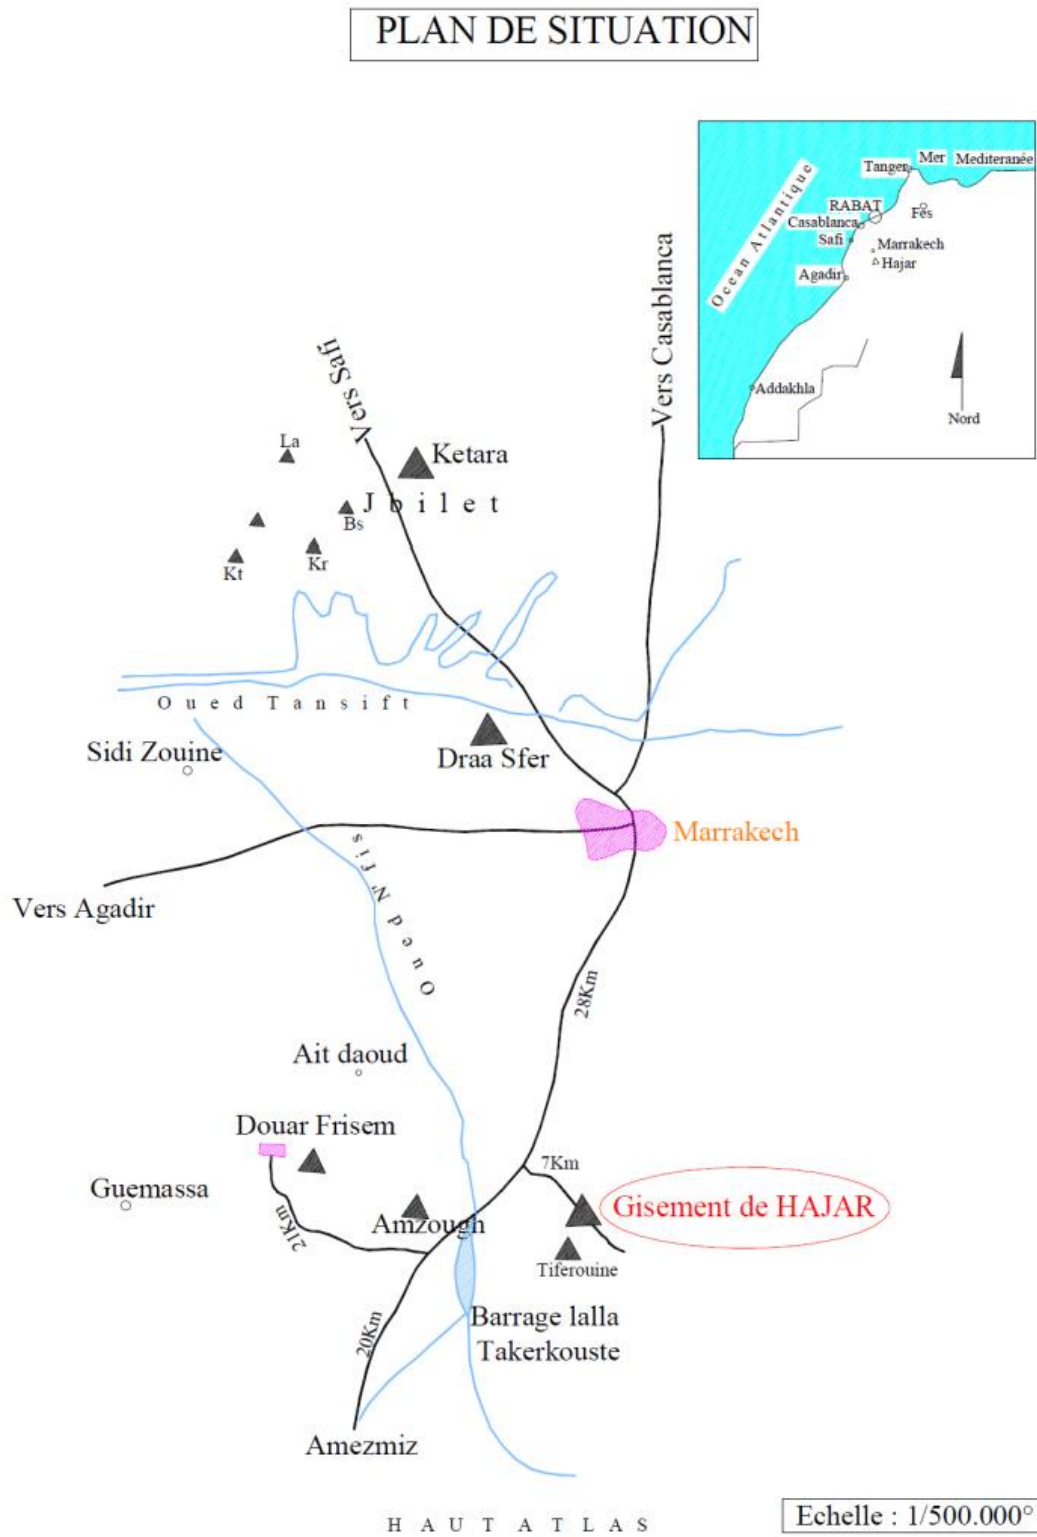 PLAN DE SITUATION
Tanger
Mer Mediteranée
RABAT
Fés
Casablanca
Safi
Marrakech
Hajar
Agadir
Ocean Atlantique
Addakhla
Nord
Vers Safi
Vers Casablanca
La
Ketara
Jbilet
Bs
Kr
Kt
Oued Tansift
Sidi Zouine
Draa Sfer
Marrakech
Vers Agadir
Oued N'fis
28Km
Ait daoud
Douar Frisem
7Km
Guemassa
Gisement de HAJAR
Amzough
21Km
Tiferouine
Barrage lalla
Takerkouste
20Km
Amezmiz
HAUT ATLAS
Echelle : 1/500.000°